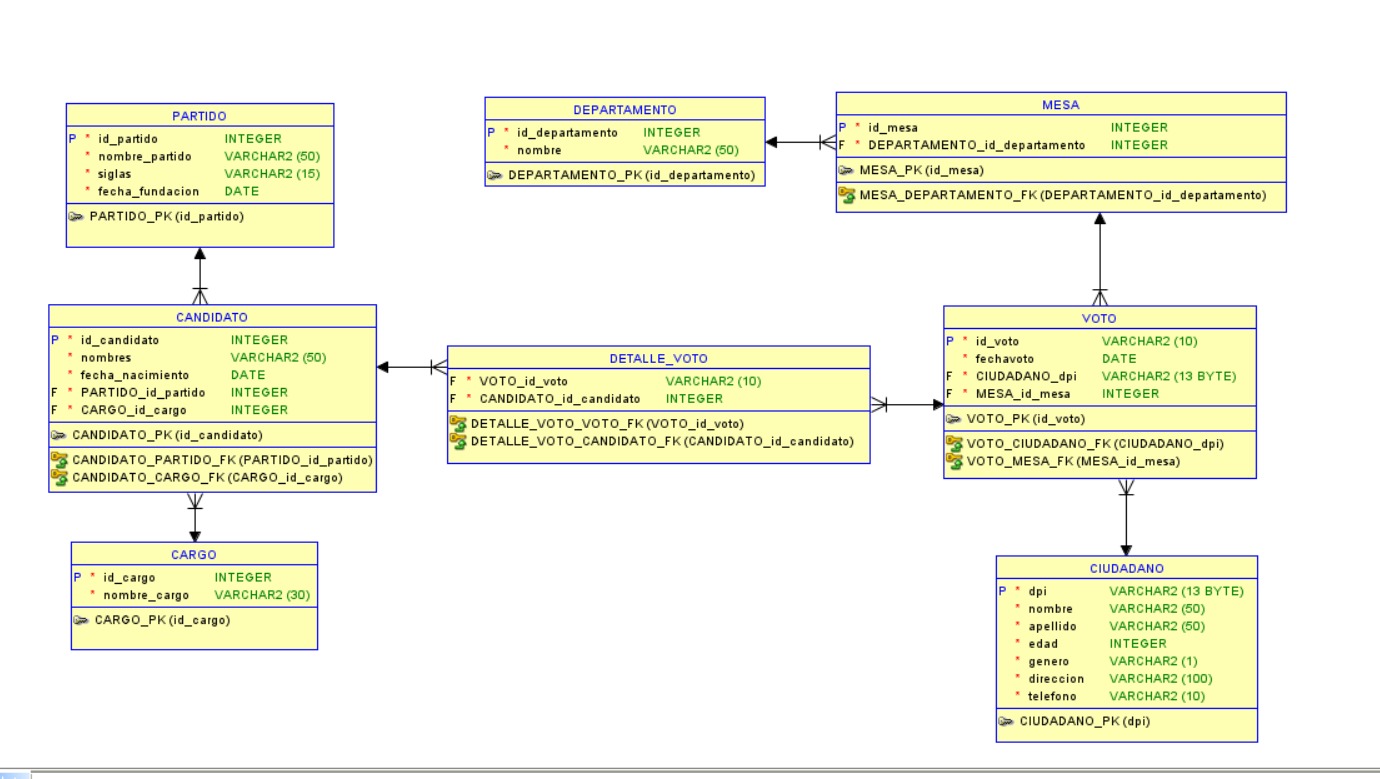 PARTIDO
P * id_partido INTEGER
* nombre_partido VARCHAR2 (50)
* siglas VARCHAR2 (15)
* fecha_fundacion DATE
PARTIDO_PK (id_partido)
DEPARTAMENTO
P * id_departamento INTEGER
* nombre VARCHAR2 (50)
DEPARTAMENTO_PK (id_departamento)
MESA
P * id_mesa INTEGER
F * DEPARTAMENTO_id_departamento INTEGER
MESA_PK (id_mesa)
MESA_DEPARTAMENTO_FK (DEPARTAMENTO_id_departamento)
CANDIDATO
P * id_candidato INTEGER
* nombres VARCHAR2 (50)
* fecha_nacimiento DATE
F * PARTIDO_id_partido INTEGER
F * CARGO_id_cargo INTEGER
CANDIDATO_PK (id_candidato)
CANDIDATO_PARTIDO_FK (PARTIDO_id_partido)
CANDIDATO_CARGO_FK (CARGO_id_cargo)
DETALLE_VOTO
F * VOTO_id_voto VARCHAR2 (10)
F * CANDIDATO_id_candidato INTEGER
DETALLE_VOTO_VOTO_FK (VOTO_id_voto)
DETALLE_VOTO_CANDIDATO_FK (CANDIDATO_id_candidato)
VOTO
P * id_voto VARCHAR2 (10)
* fechavoto DATE
F * CIUDADANO_dpi VARCHAR2 (13 BYTE)
F * MESA_id_mesa INTEGER
VOTO_PK (id_voto)
VOTO_CIUDADANO_FK (CIUDADANO_dpi)
VOTO_MESA_FK (MESA_id_mesa)
CARGO
P * id_cargo INTEGER
* nombre_cargo VARCHAR2 (30)
CARGO_PK (id_cargo)
CIUDADANO
P * dpi VARCHAR2 (13 BYTE)
* nombre VARCHAR2 (50)
* apellido VARCHAR2 (50)
* edad INTEGER
* genero VARCHAR2 (1)
* direccion VARCHAR2 (100)
* telefono VARCHAR2 (10)
CIUDADANO_PK (dpi)